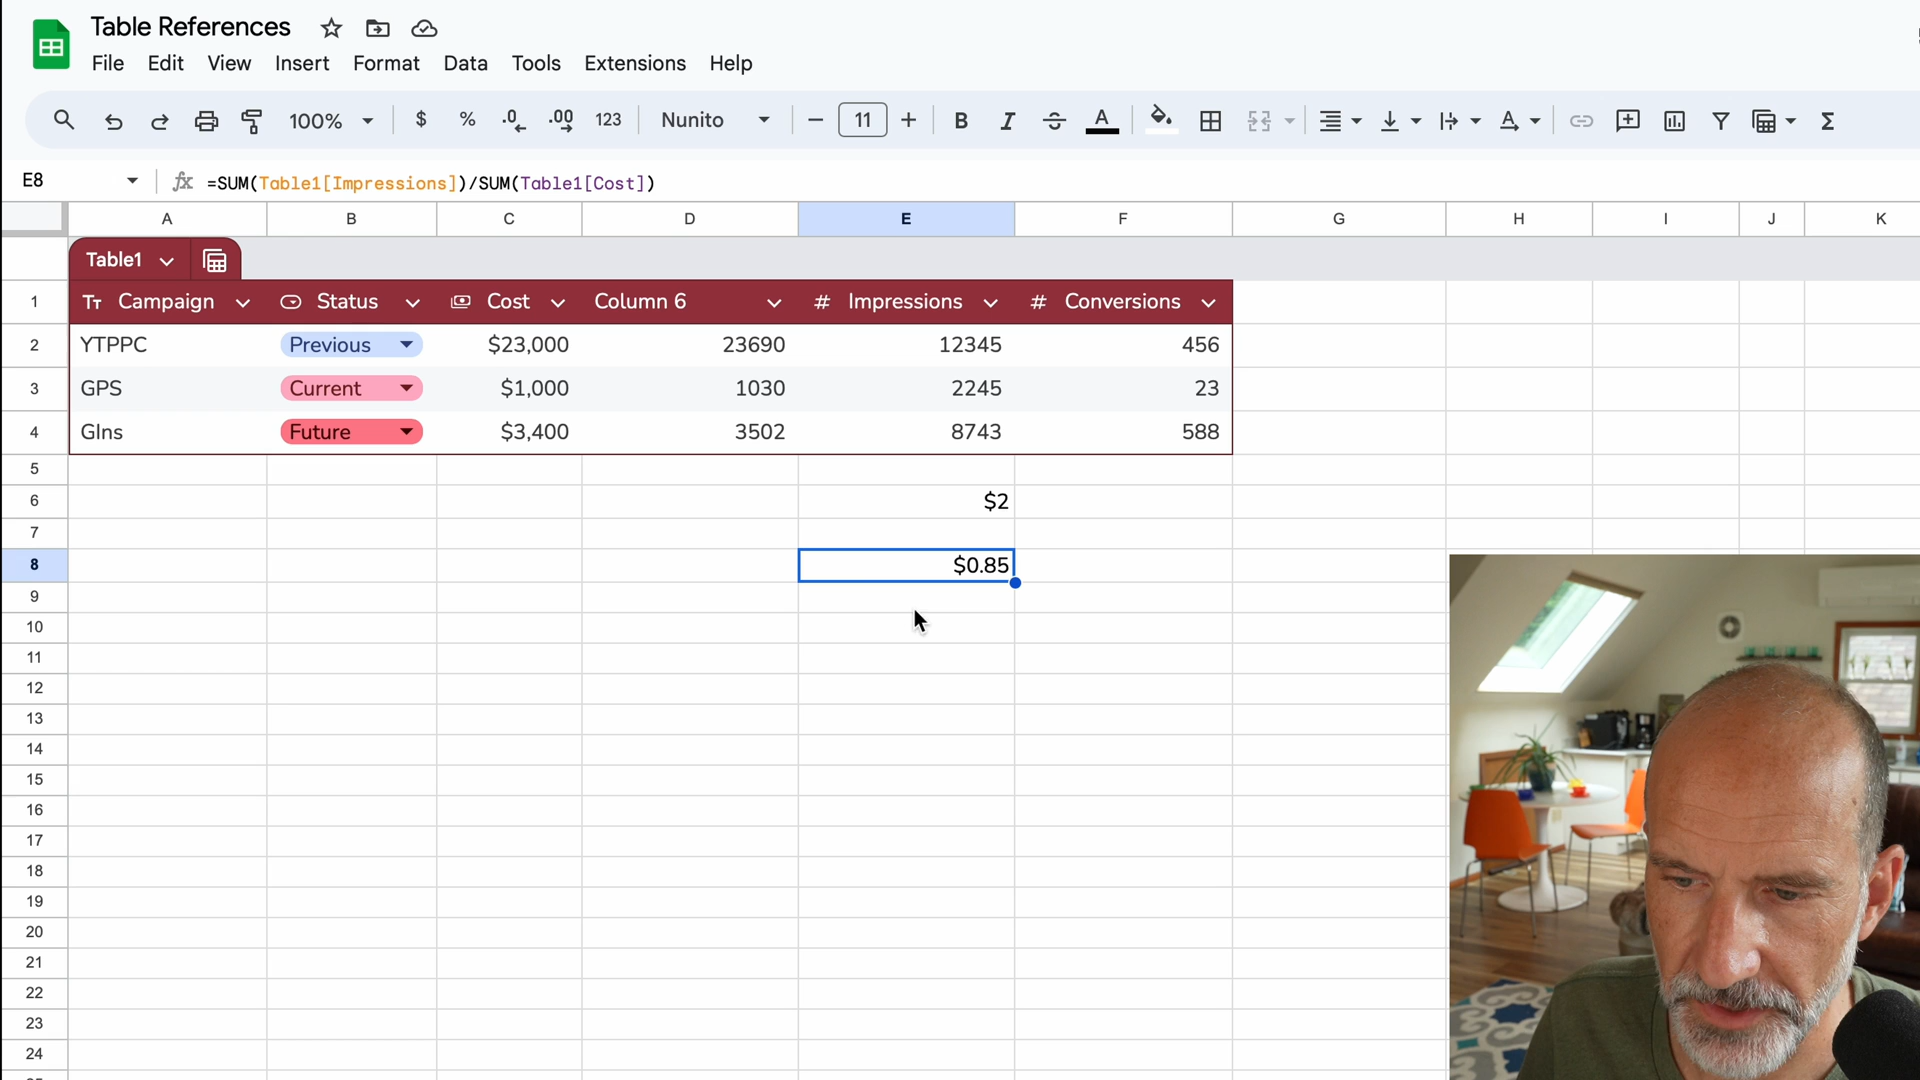 Table References
File Edit View Insert Format Data Tools Extensions Help
100% $ % .0 .00 123 Nunito 11 B I A A Σ
E8 fx =SUM(Table1[Impressions])/SUM(Table1[Cost])
A B C D E F G H I J K
Table1
1 Tт Campaign Status Cost Column 6 # Impressions # Conversions
2 YTPPC Previous $23,000 23690 12345 456
3 GPS Current $1,000 1030 2245 23
4 GIns Future $3,400 3502 8743 588
5
6 $2
7
8 $0.85
9
10
11
12
13
14
15
16
17
18
19
20
21
22
23
24